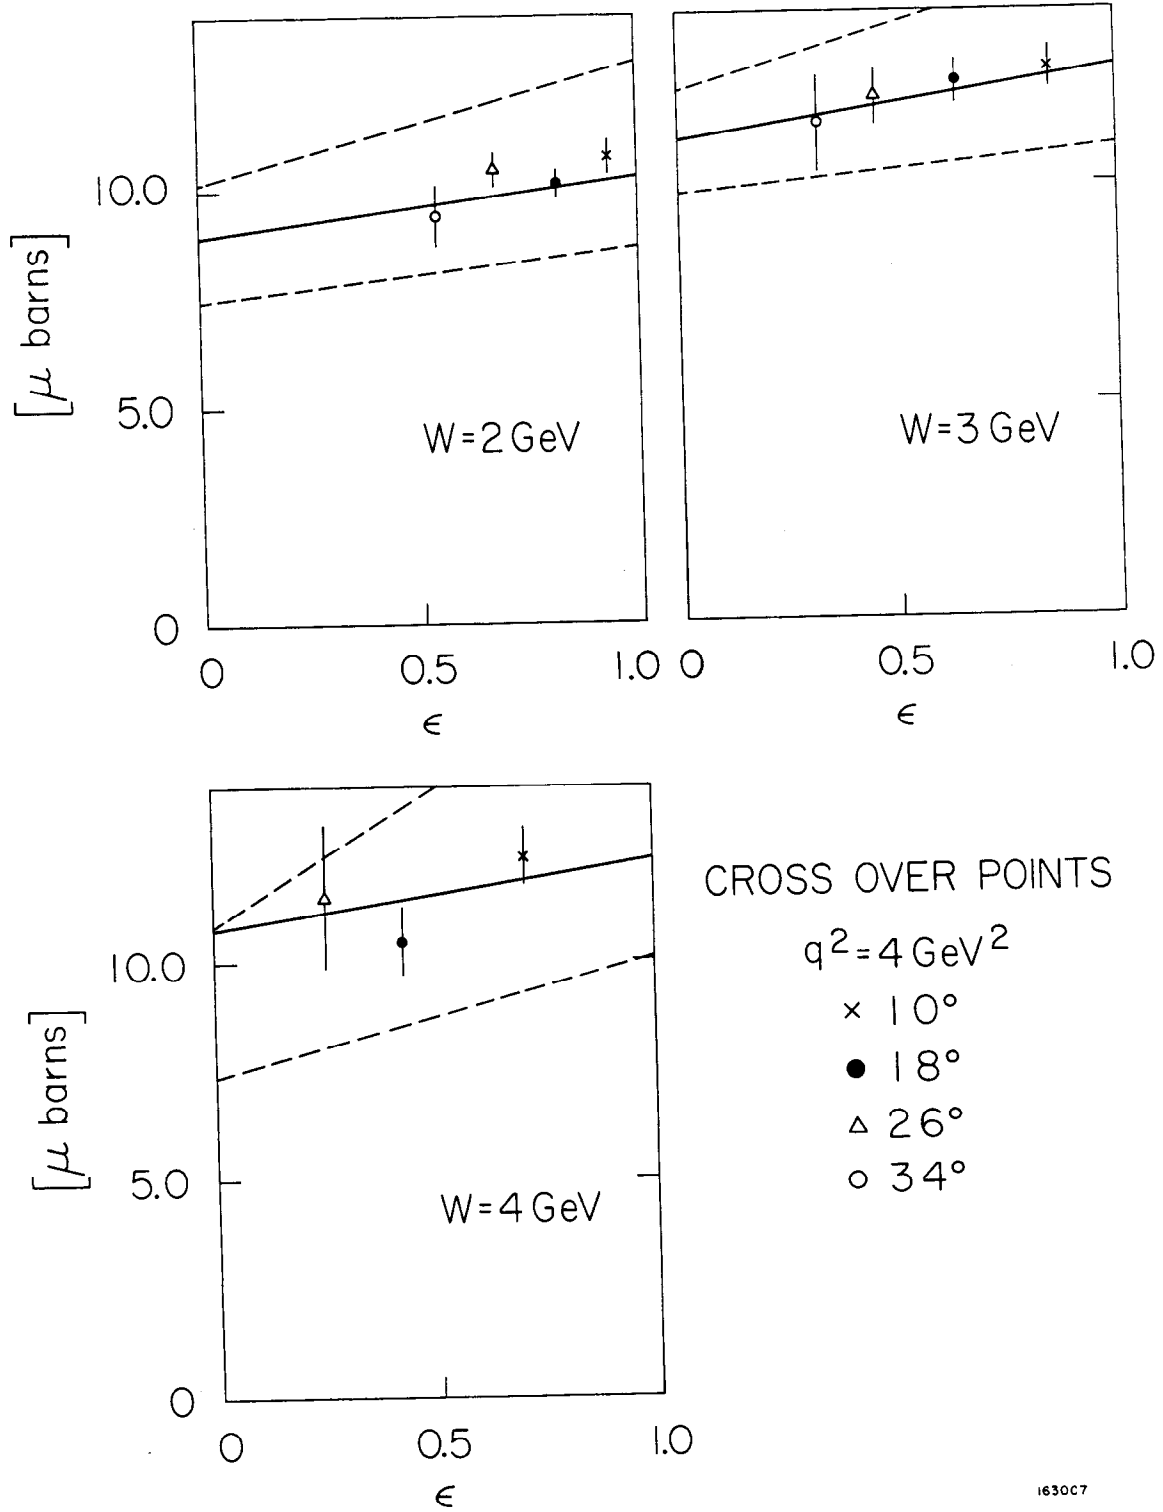 10.0
[μ barns]
5.0
W=2 GeV
W=3 GeV
0
0 0.5 1.0 0 0.5 1.0
ϵ ϵ
CROSS OVER POINTS
q²=4 GeV²
× 10°
● 18°
△ 26°
○ 34°
10.0
[μ barns]
5.0
W=4 GeV
0
0 0.5 1.0
ϵ
1630C7